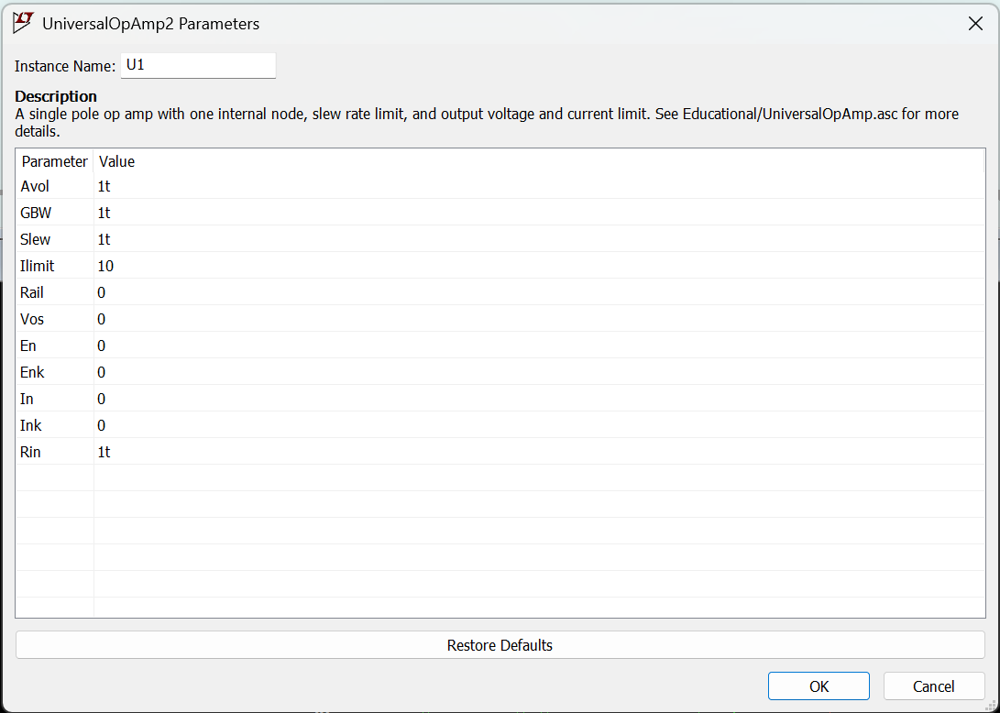 UniversalOpAmp2 Parameters
Instance Name: U1
Description
A single pole op amp with one internal node, slew rate limit, and output voltage and current limit. See Educational/UniversalOpAmp.asc for more
details.
Parameter Value
Avol 1t
GBW 1t
Slew 1t
Ilimit 10
Rail 0
Vos 0
En 0
Enk 0
In 0
Ink 0
Rin 1t
Restore Defaults
OK Cancel